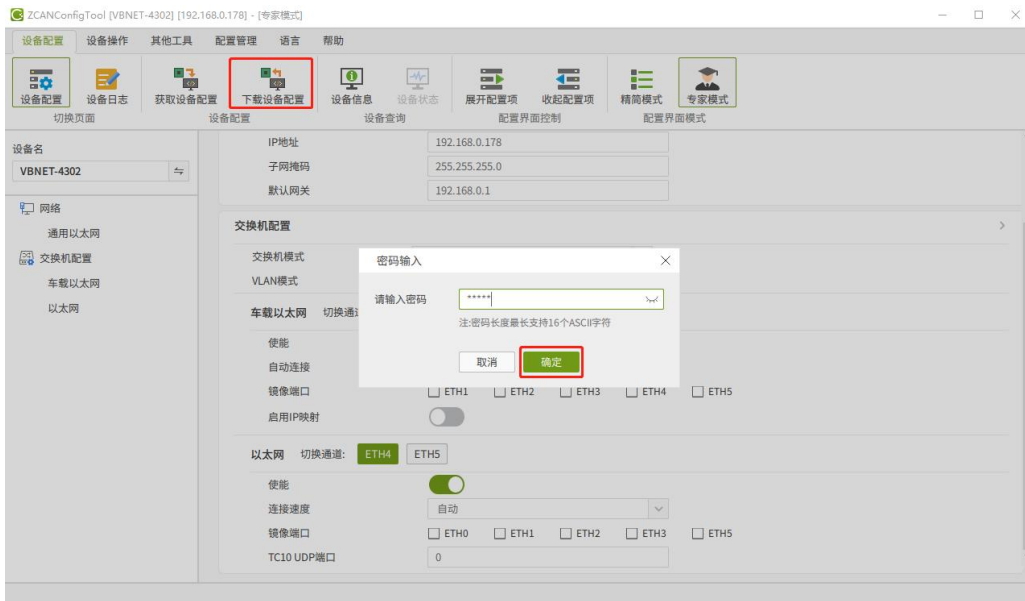 ZCANConfigTool [VBNET-4302] [192.168.0.178] - [专家模式]
设备配置 设备操作 其他工具 配置管理 语言 帮助
设备配置 设备日志 获取设备配置 下载设备配置 设备信息 设备状态 展开配置项 收起配置项 精简模式 专家模式
切换页面 设备配置 设备查询 配置界面控制 配置界面模式
设备名
VBNET-4302
网络
通用以太网
交换机配置
车载以太网
以太网
IP地址 192.168.0.178
子网掩码 255.255.255.0
默认网关 192.168.0.1
交换机配置
交换机模式
VLAN模式
车载以太网 切换通
使能
自动连接
镜像端口 ETH1 ETH2 ETH3 ETH4 ETH5
启用IP映射
以太网 切换通道: ETH4 ETH5
使能
连接速度 自动
镜像端口 ETH0 ETH1 ETH2 ETH3 ETH5
TC10 UDP端口 0
密码输入
请输入密码 *****
注:密码长度最长支持16个ASCII字符
取消 确定